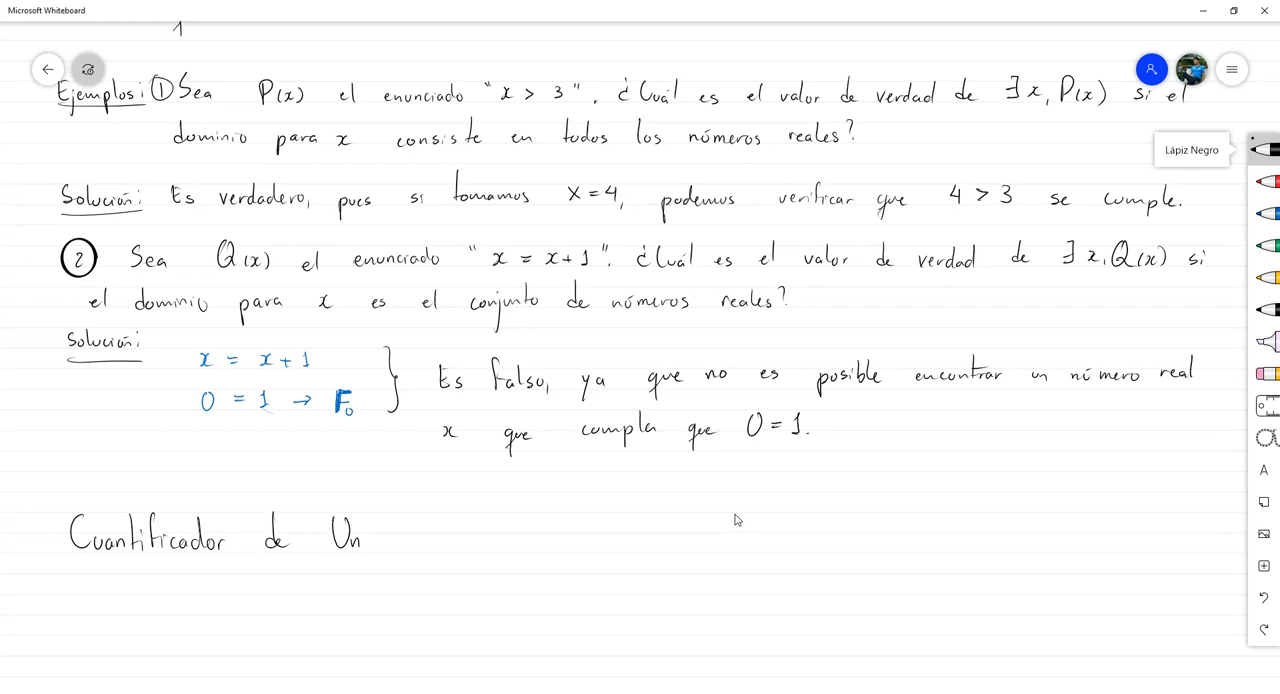 Microsoft Whiteboard
1
Ejemplos: ① Sea P(x) el enunciado "x > 3". ¿Cuál es el valor de verdad de ∃x, P(x) si el
dominio para x consiste en todos los números reales?
Lápiz Negro
Solución: Es verdadero, pues si tomamos X=4, podemos verificar que 4 > 3 se cumple.
② Sea Q(x) el enunciado "x = x+1". ¿Cuál es el valor de verdad de ∃x, Q(x) si
el dominio para x es el conjunto de números reales?
Solución:
x = x + 1
0 = 1 → Fo
Es falso, ya que no es posible encontrar un número real
x que cumpla que 0=1.
A
Cuantificador de Un